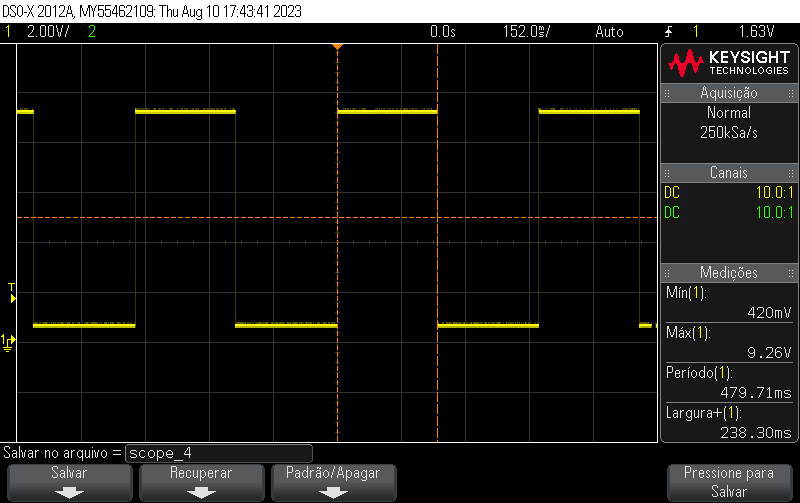 DSO-X 2012A, MY55462109: Thu Aug 10 17:43:41 2023
1 2.00V/ 2 0.0s 152.0ms/ Auto 1 1.63V
KEYSIGHT
TECHNOLOGIES
Aquisição
Normal
250kSa/s
Canais
DC 10.0:1
DC 10.0:1
Medições
Mín(1):
420mV
Máx(1):
9.26V
Período(1):
479.71ms
Largura+(1):
238.30ms
T
1
Salvar no arquivo = scope_4
Salvar
Recuperar
Padrão/Apagar
Pressione para
Salvar